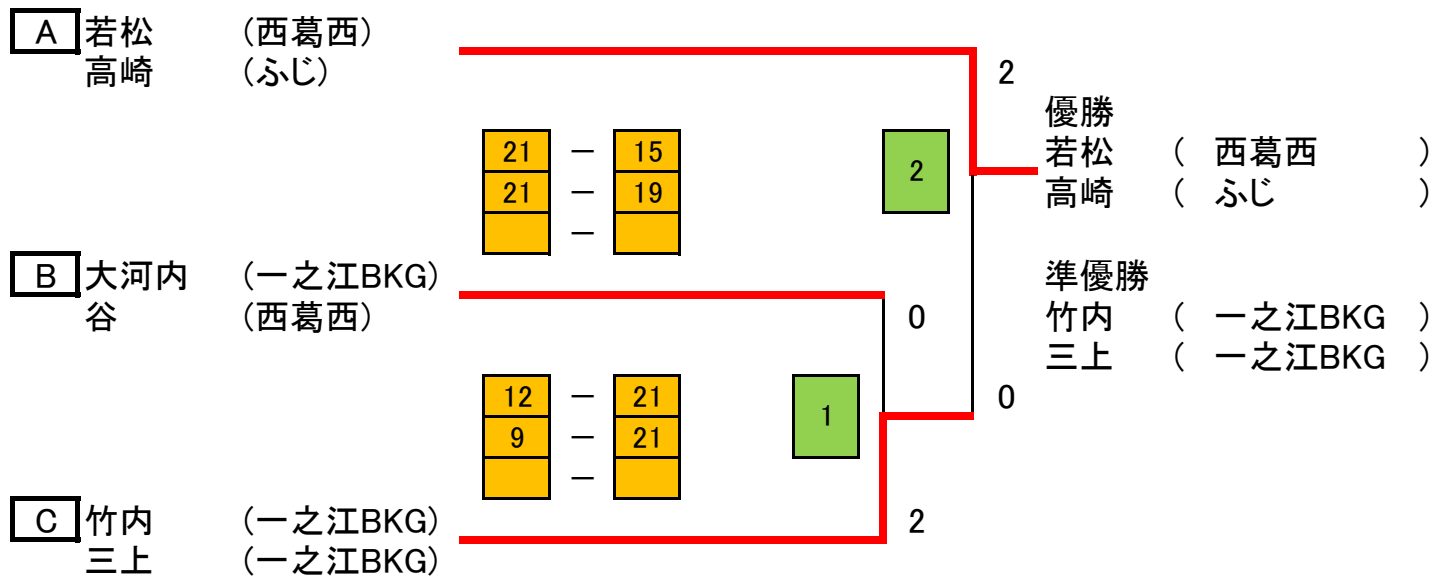 A 若松 (西葛西)
高崎 (ふじ)
2
優勝
21 － 15
2
若松 ( 西葛西 )
21 － 19
高崎 ( ふじ )
－
B 大河内 (一之江BKG)
準優勝
谷 (西葛西)
0
竹内 ( 一之江BKG )
三上 ( 一之江BKG )
12 － 21
0
1
9 － 21
－
C 竹内 (一之江BKG)
2
三上 (一之江BKG)